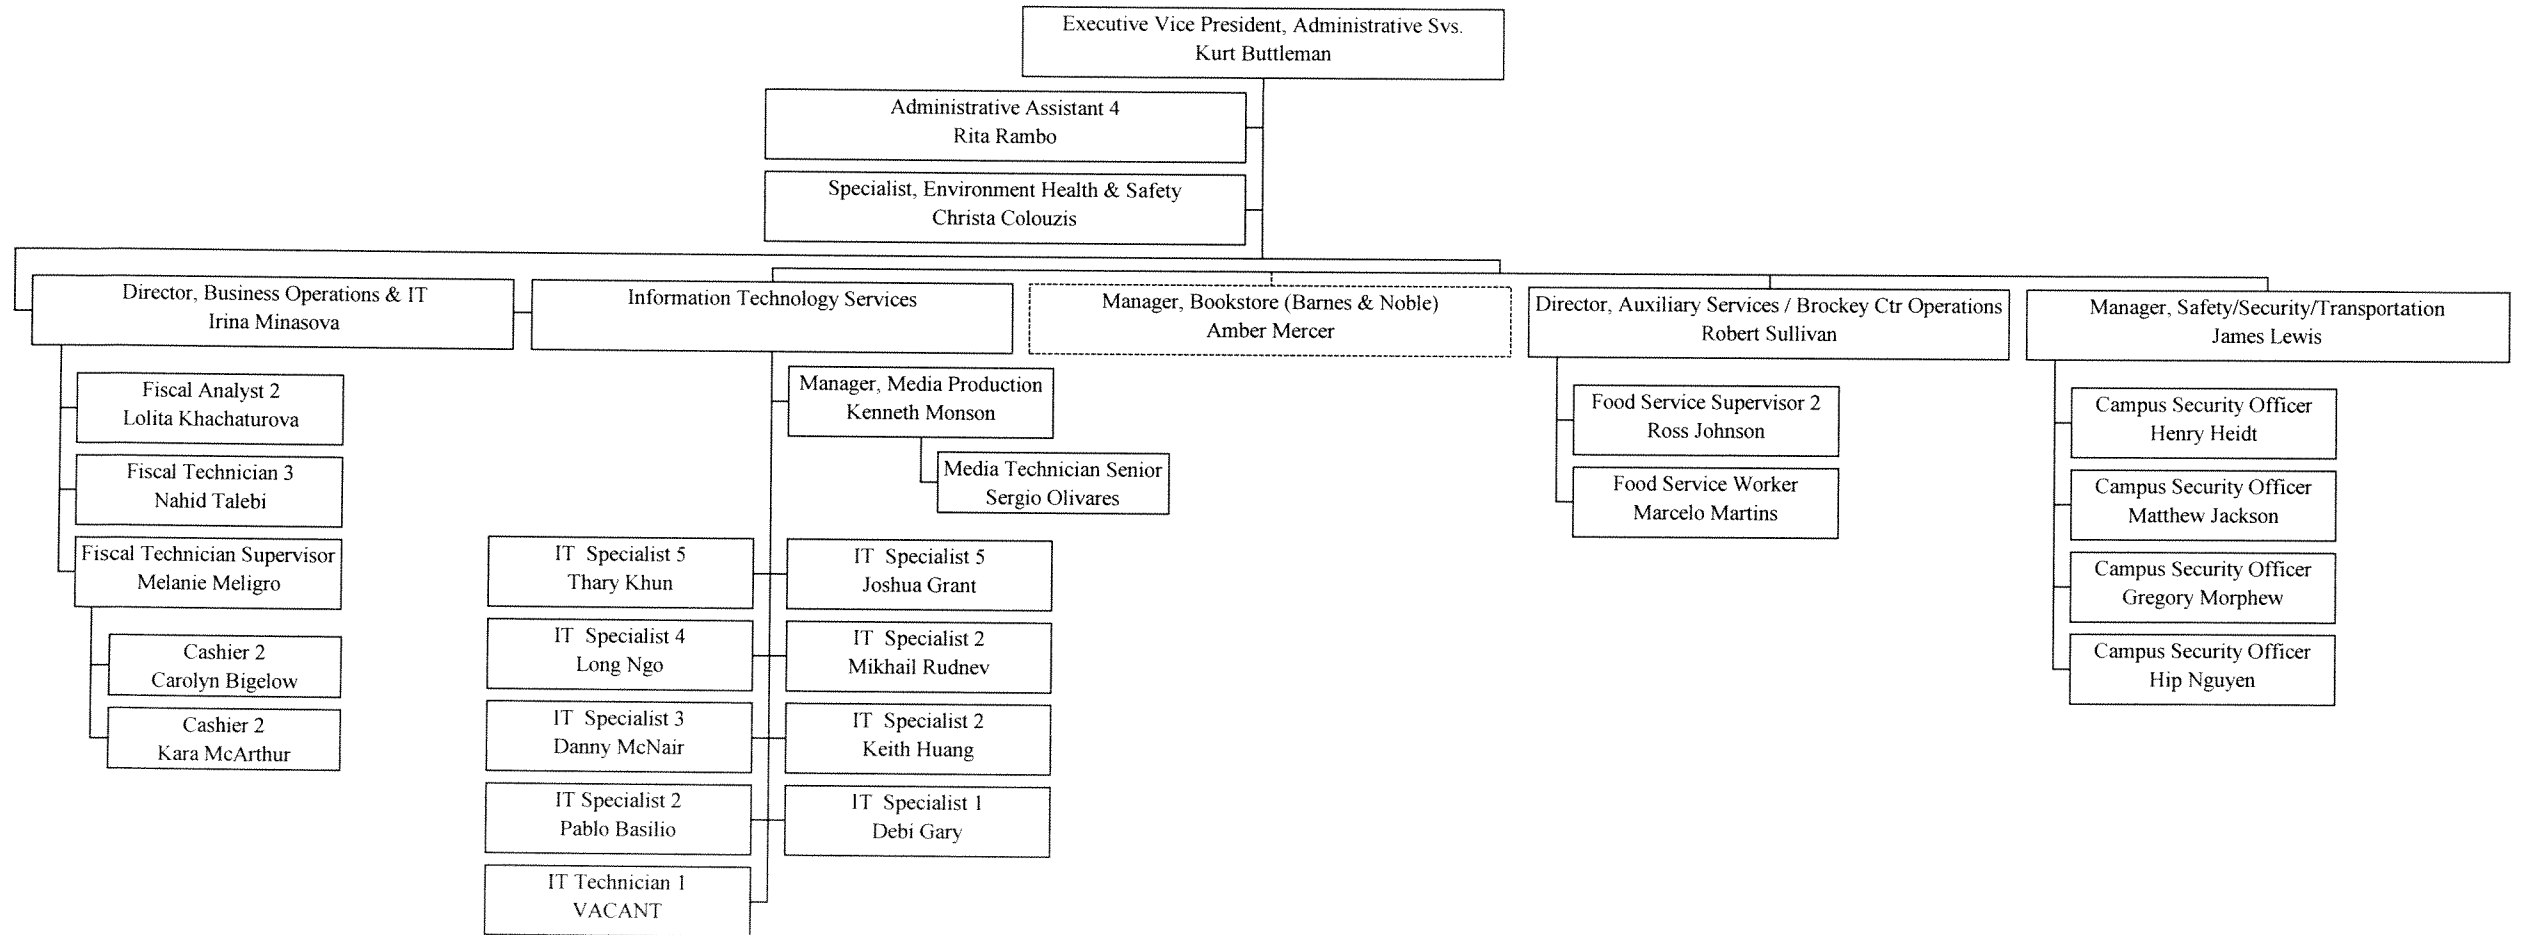 Executive Vice President, Administrative Svs.
Kurt Buttleman
Administrative Assistant 4
Rita Rambo
Specialist, Environment Health & Safety
Christa Colouzis
Director, Business Operations & IT
Irina Minasova
Information Technology Services
Manager, Bookstore (Barnes & Noble)
Amber Mercer
Director, Auxiliary Services / Brockey Ctr Operations
Robert Sullivan
Manager, Safety/Security/Transportation
James Lewis
Fiscal Analyst 2
Lolita Khachaturova
Fiscal Technician 3
Nahid Talebi
Fiscal Technician Supervisor
Melanie Meligro
Cashier 2
Carolyn Bigelow
Cashier 2
Kara McArthur
Manager, Media Production
Kenneth Monson
Media Technician Senior
Sergio Olivares
IT Specialist 5
Thary Khun
IT Specialist 5
Joshua Grant
IT Specialist 4
Long Ngo
IT Specialist 2
Mikhail Rudnev
IT Specialist 3
Danny McNair
IT Specialist 2
Keith Huang
IT Specialist 2
Pablo Basilio
IT Specialist 1
Debi Gary
IT Technician 1
VACANT
Food Service Supervisor 2
Ross Johnson
Food Service Worker
Marcelo Martins
Campus Security Officer
Henry Heidt
Campus Security Officer
Matthew Jackson
Campus Security Officer
Gregory Morphew
Campus Security Officer
Hip Nguyen